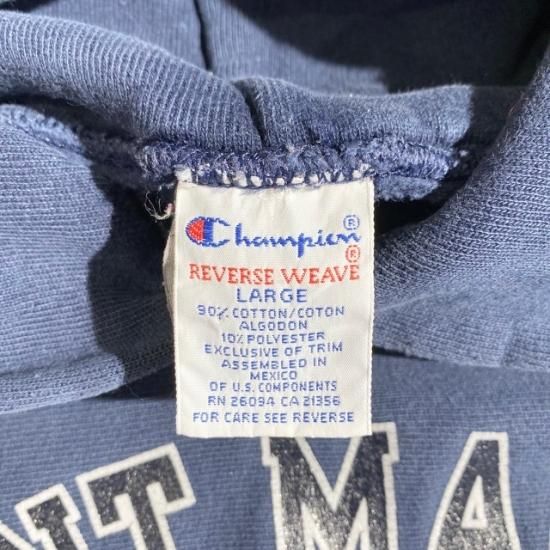 Champion®
REVERSE WEAVE®
LARGE
90% COTTON/COTON
ALGODON
10% POLYESTER
EXCLUSIVE OF TRIM
ASSEMBLED IN
MEXICO
OF U.S. COMPONENTS
RN 26094 CA 21356
FOR CARE SEE REVERSE
NT MA